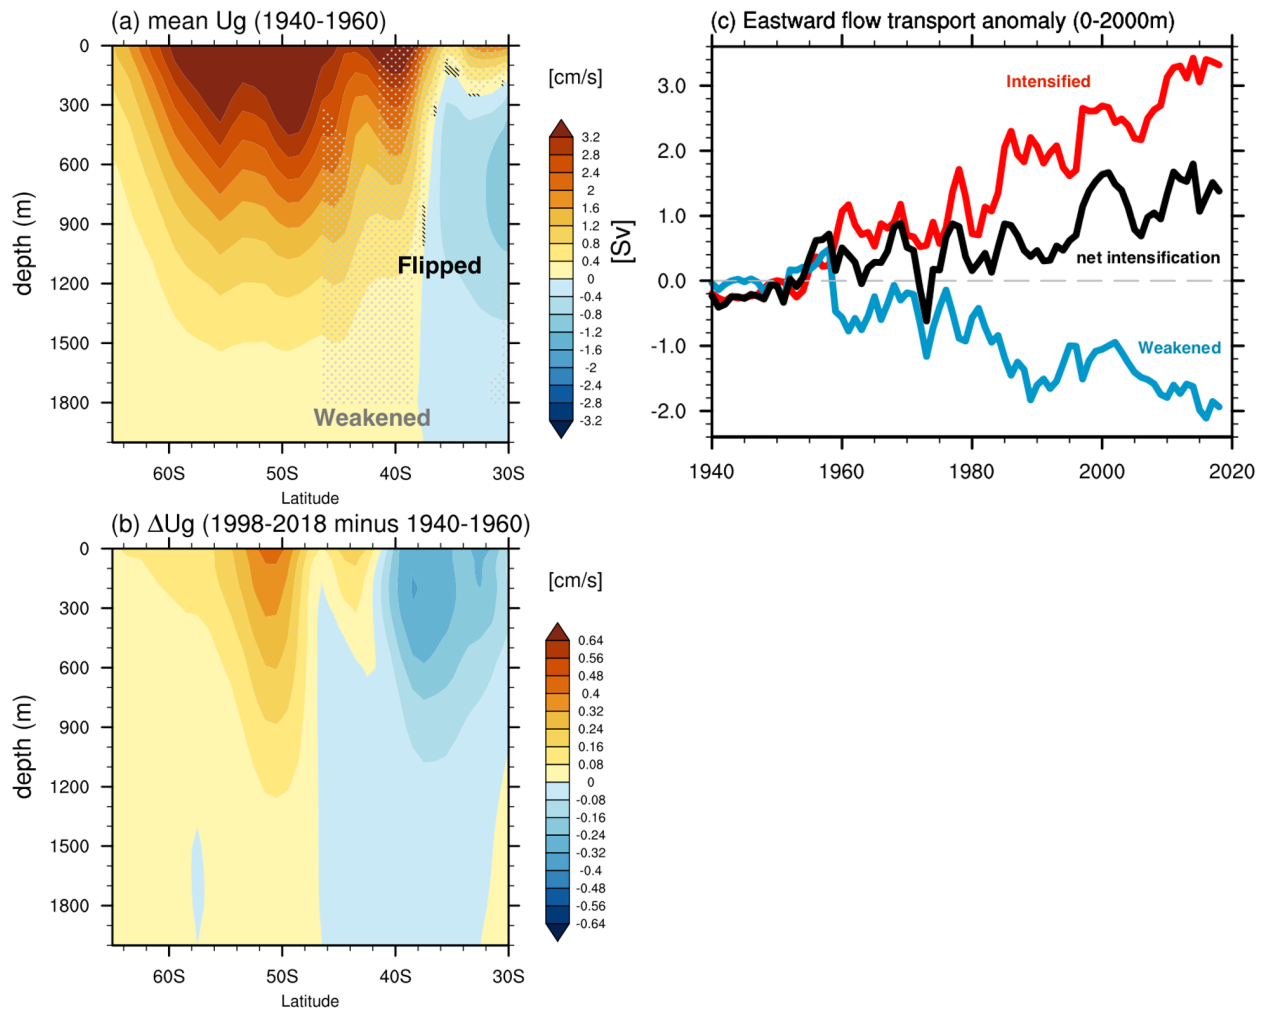 (a) mean Ug (1940-1960)
[cm/s]
depth (m)
0
300
600
900
1200
1500
1800
Flipped
Weakened
60S
50S
40S
30S
Latitude
3.2
2.8
2.4
2
1.6
1.2
0.8
0.4
0
-0.4
-0.8
-1.2
-1.6
-2
-2.4
-2.8
-3.2
(c) Eastward flow transport anomaly (0-2000m)
[Sv]
3.0
2.0
1.0
0.0
-1.0
-2.0
Intensified
net intensification
Weakened
1940
1960
1980
2000
2020
(b) ΔUg (1998-2018 minus 1940-1960)
[cm/s]
depth (m)
0
300
600
900
1200
1500
1800
60S
50S
40S
30S
Latitude
0.64
0.56
0.48
0.4
0.32
0.24
0.16
0.08
0
-0.08
-0.16
-0.24
-0.32
-0.4
-0.48
-0.56
-0.64